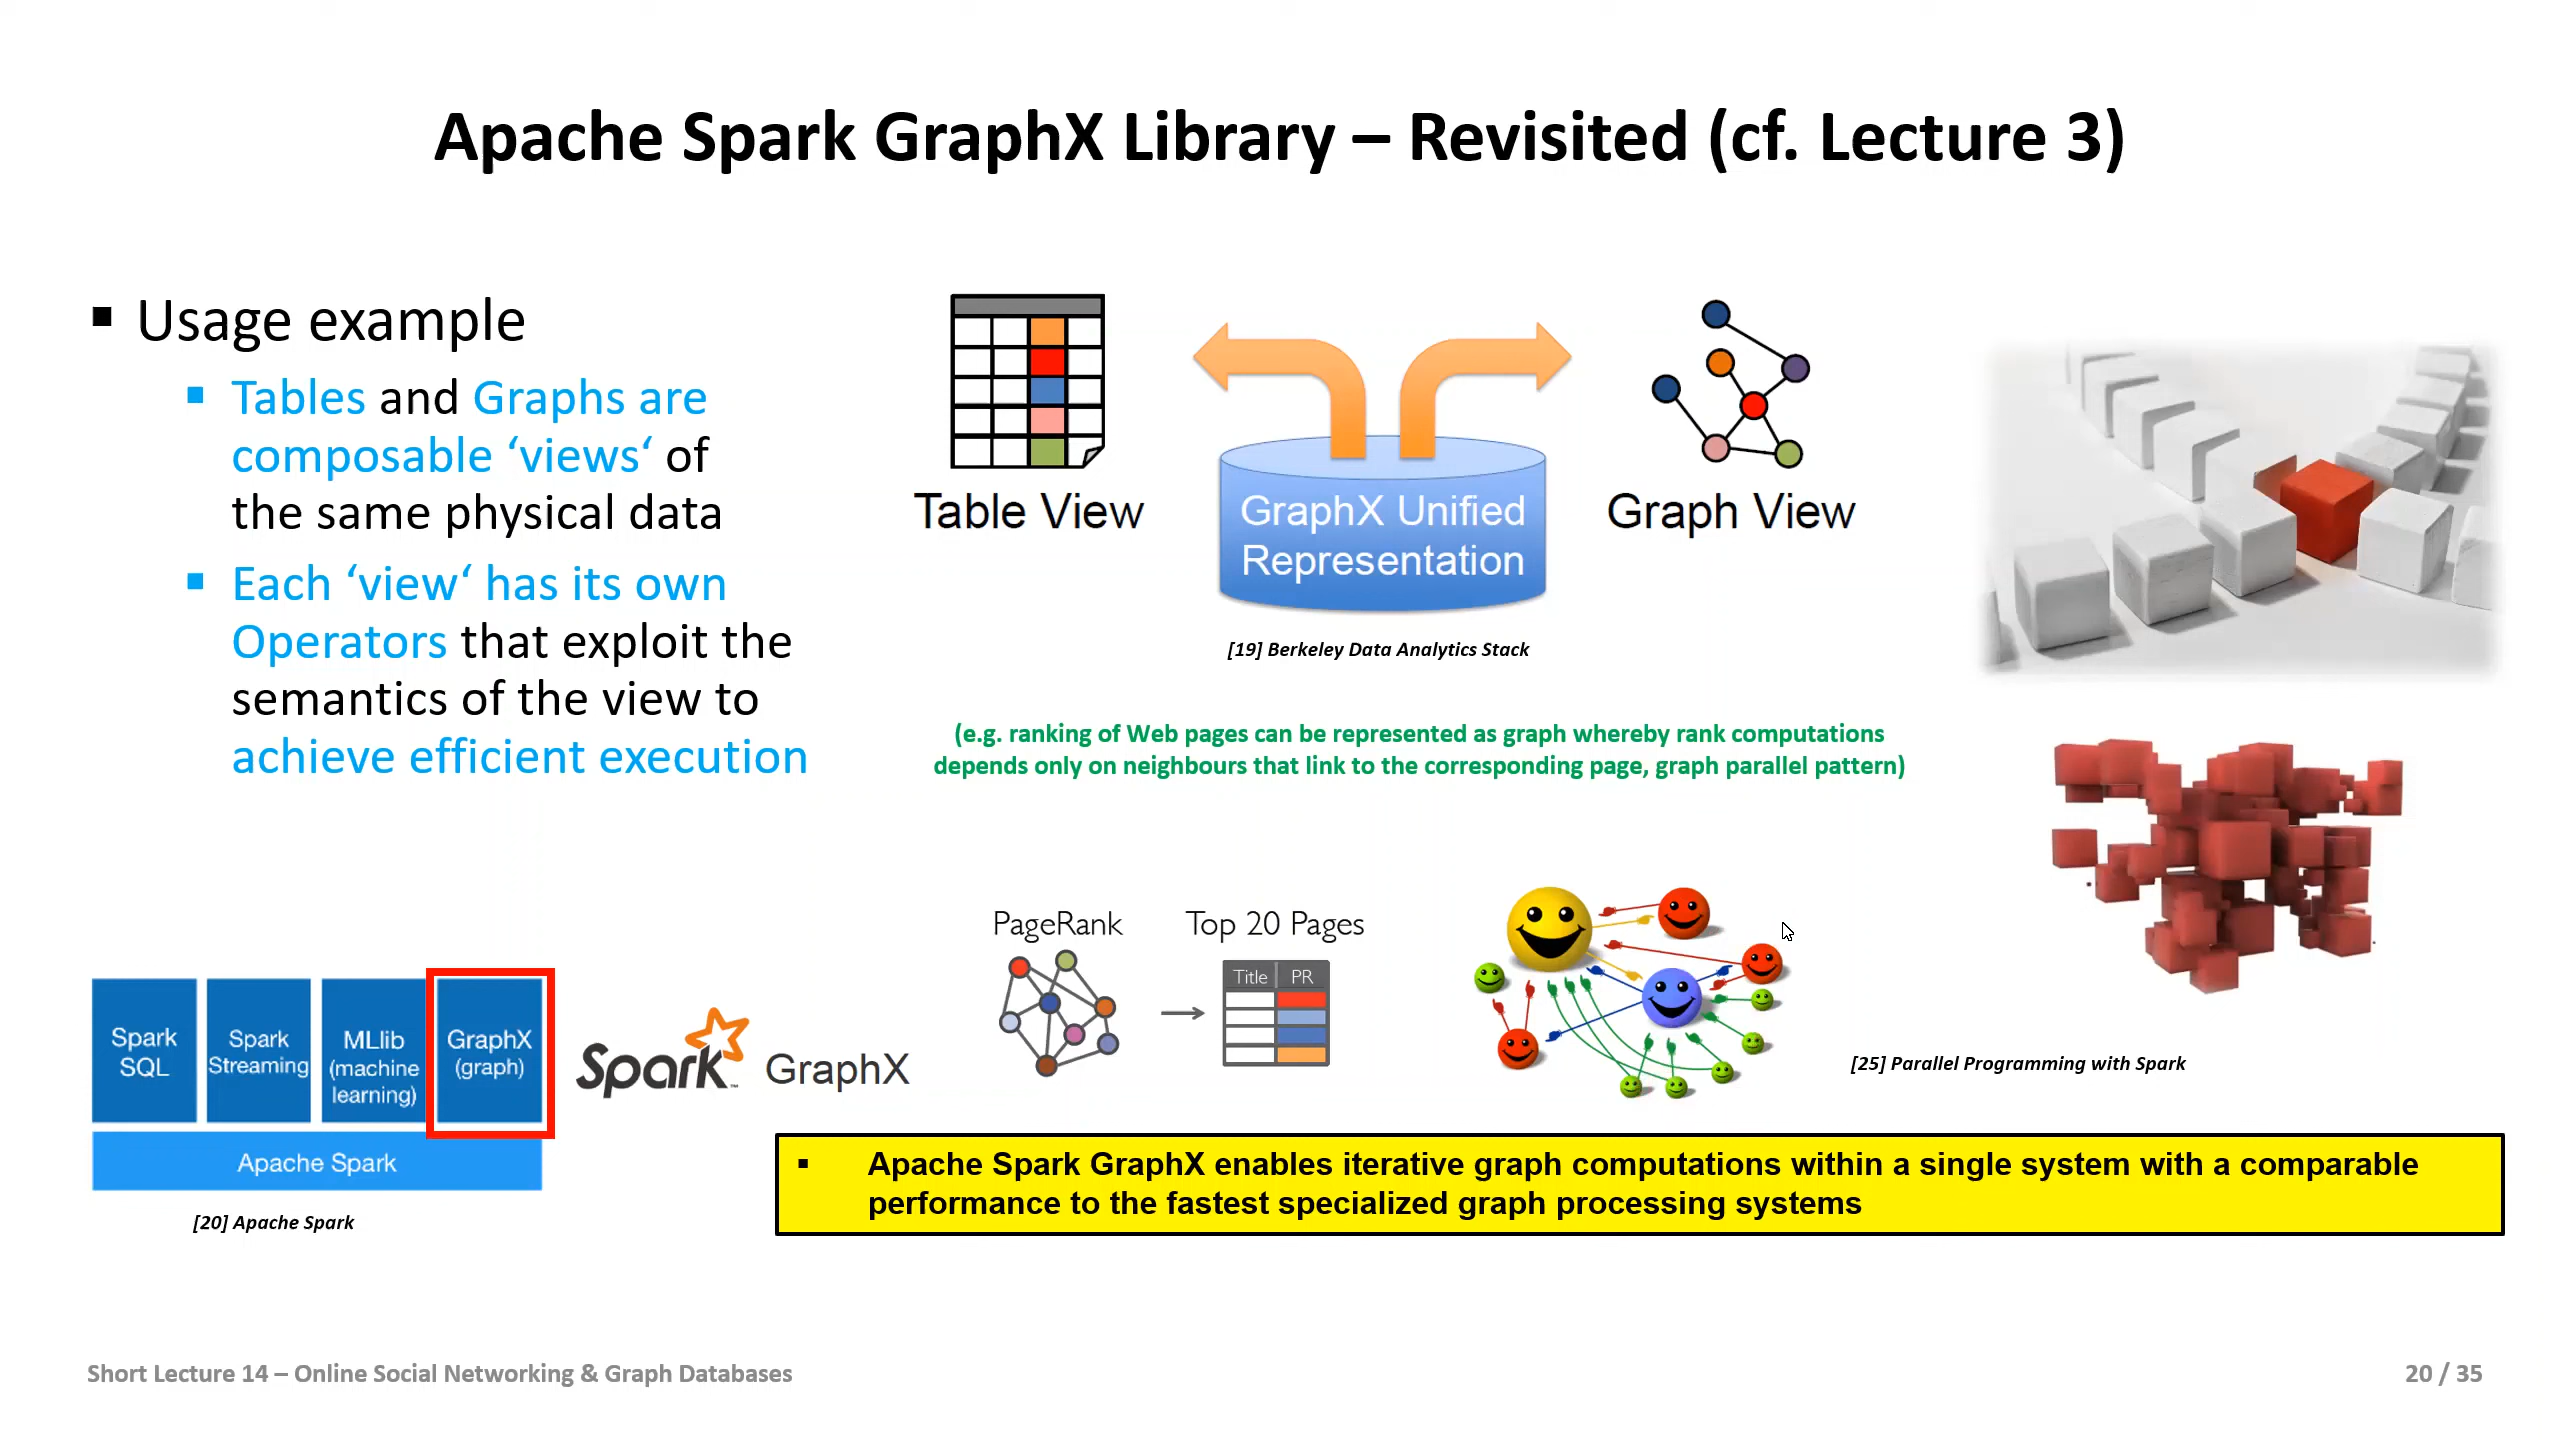 Apache Spark GraphX Library – Revisited (cf. Lecture 3)
▪ Usage example
▪ Tables and Graphs are
composable ‘views‘ of
the same physical data
▪ Each ‘view‘ has its own
Operators that exploit the
semantics of the view to
achieve efficient execution
Table View
GraphX Unified
Representation
Graph View
[19] Berkeley Data Analytics Stack
(e.g. ranking of Web pages can be represented as graph whereby rank computations
depends only on neighbours that link to the corresponding page, graph parallel pattern)
Spark
SQL
Spark
Streaming
MLlib
(machine
learning)
GraphX
(graph)
Apache Spark
[20] Apache Spark
Spark™ GraphX
PageRank
Top 20 Pages
Title PR
[25] Parallel Programming with Spark
▪ Apache Spark GraphX enables iterative graph computations within a single system with a comparable
performance to the fastest specialized graph processing systems
Short Lecture 14 – Online Social Networking & Graph Databases
20 / 35